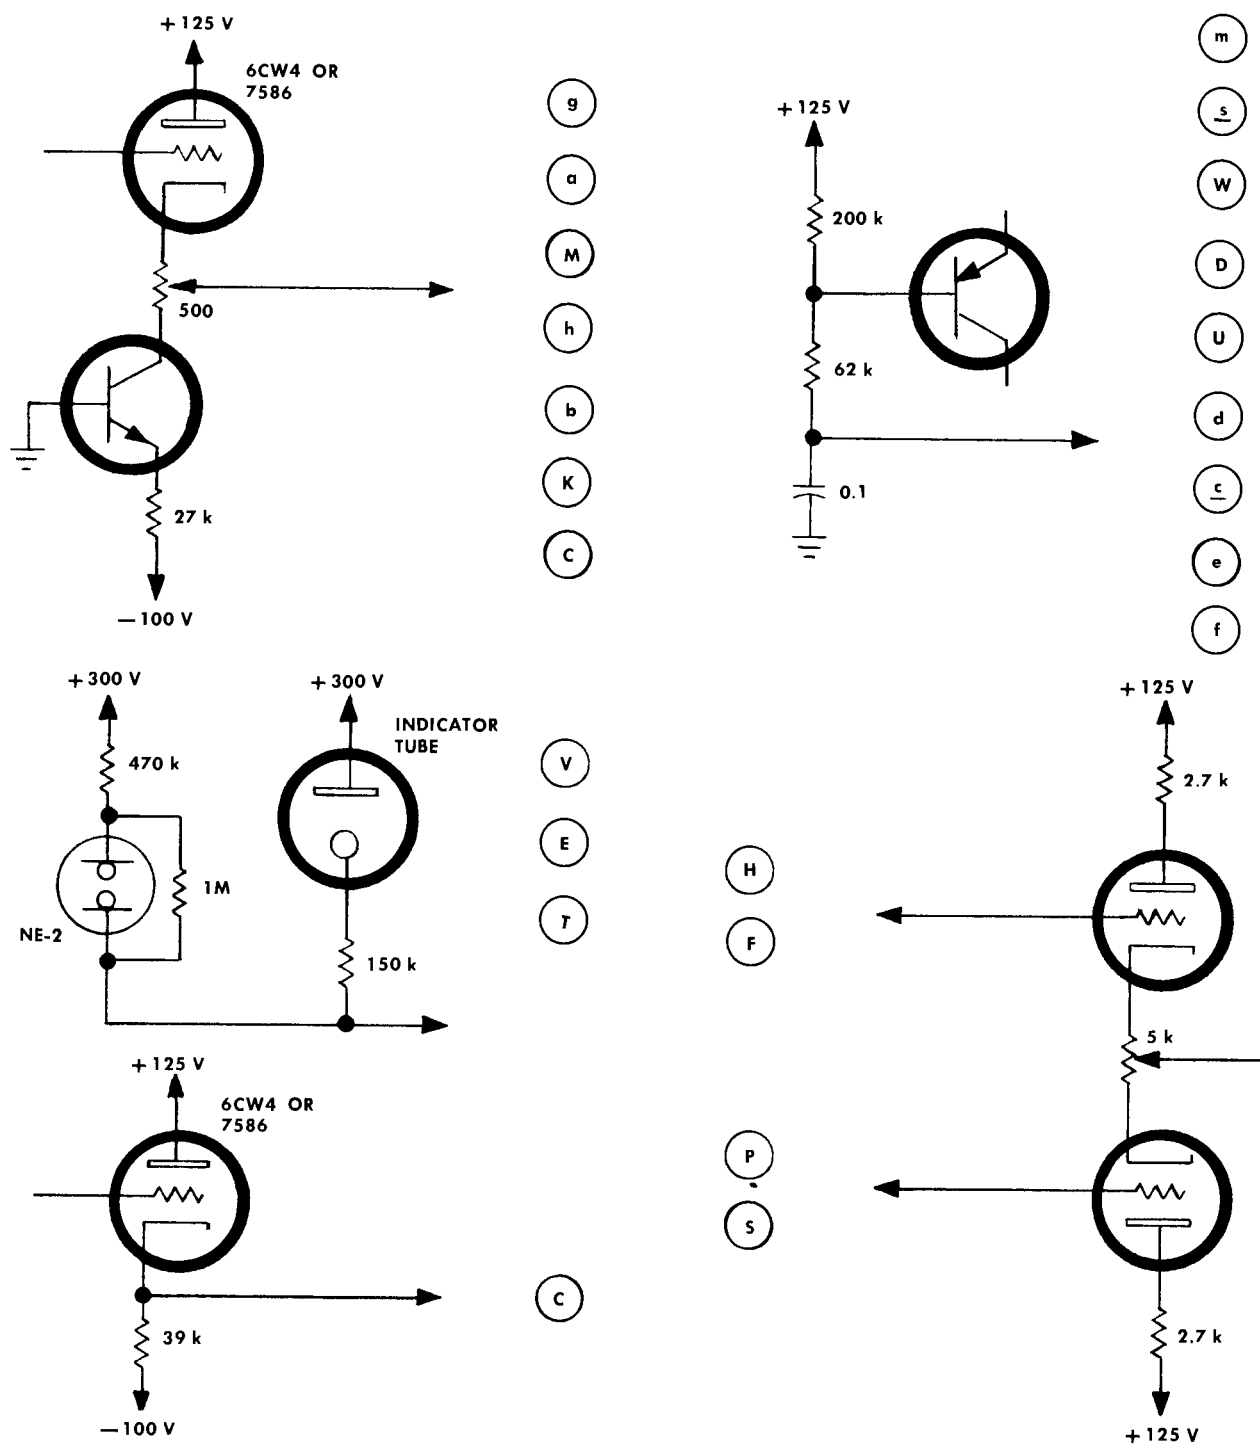 +125 V
6CW4 OR
7586
500
27 k
—100 V
g
a
M
h
b
K
C
+125 V
200 k
62 k
0.1
m
s
W
D
U
d
c
e
f
+300 V
470 k
1M
NE-2
+300 V
INDICATOR
TUBE
150 k
V
E
T
+125 V
6CW4 OR
7586
39 k
—100 V
C
H
F
P
S
+125 V
2.7 k
5 k
2.7 k
+125 V